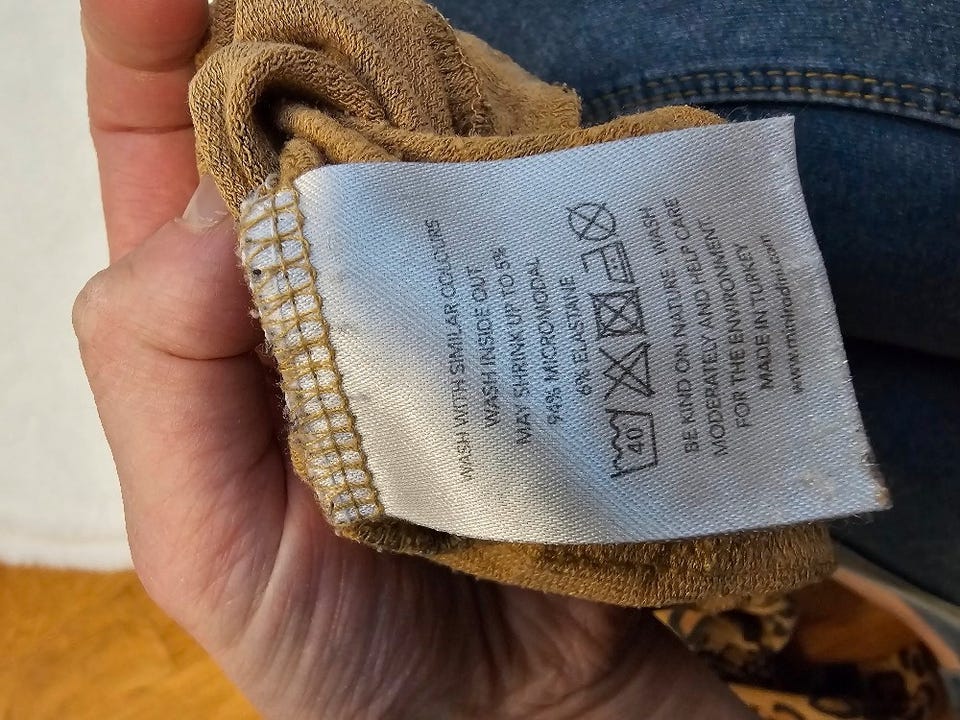 WASH WITH SIMILAR COLOURS
WASH INSIDE OUT
MAY SHRINK UP TO 5%
94% MICROMODAL
6% ELASTANE
40
BE KIND ON NATURE - WASH
MODERATELY AND HELP CARE
FOR THE ENVIRONMENT
MADE IN TURKEY